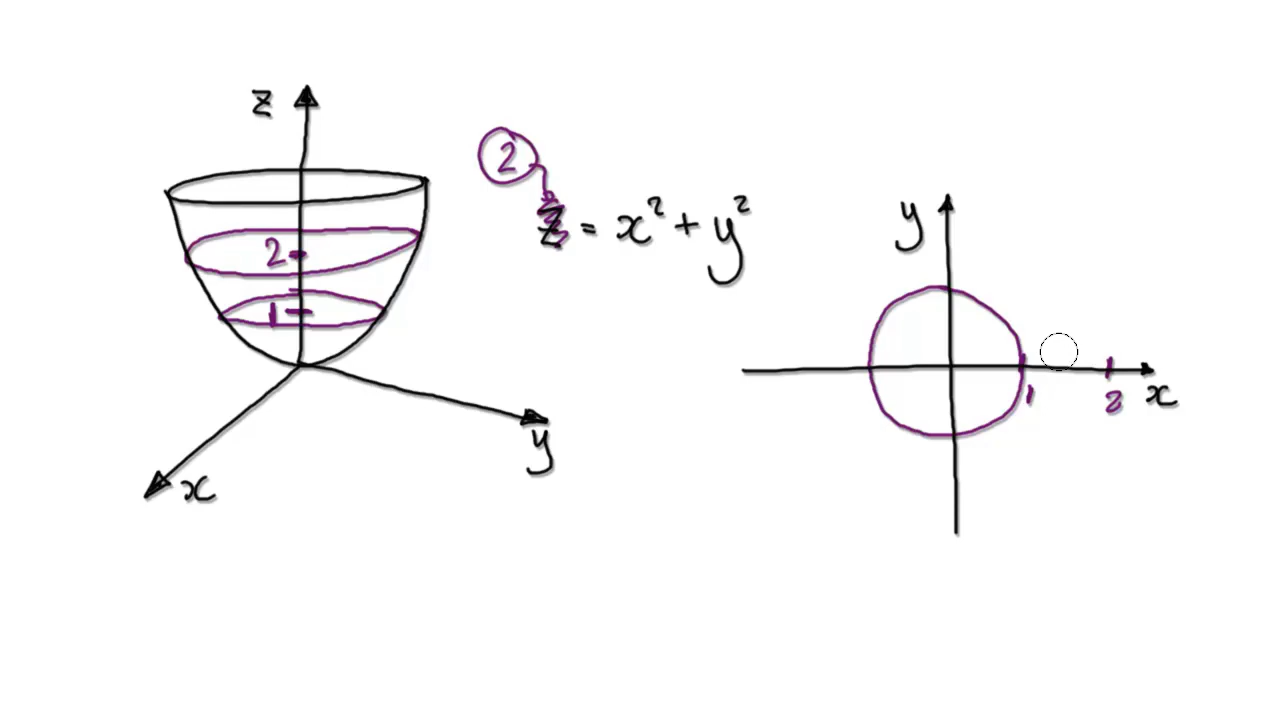 z
2
z = x² + y²
y
2
1
1
2
x
y
x